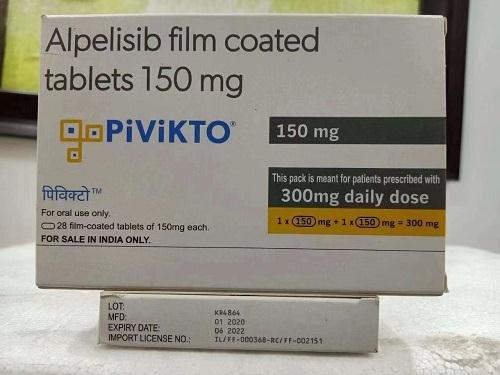 Alpelisib film coated
tablets 150 mg
PiViKTO®
150 mg
This pack is meant for patients prescribed with
300mg daily dose
1 x 150 mg + 1 x 150 mg = 300 mg
पिविक्टो™
For oral use only.
28 film-coated tablets of 150mg each.
FOR SALE IN INDIA ONLY.
LOT: KR4864
MFD: 01 2020
EXPIRY DATE: 06 2022
IMPORT LICENSE NO.: IL/FF-000368-RC/FF-002151